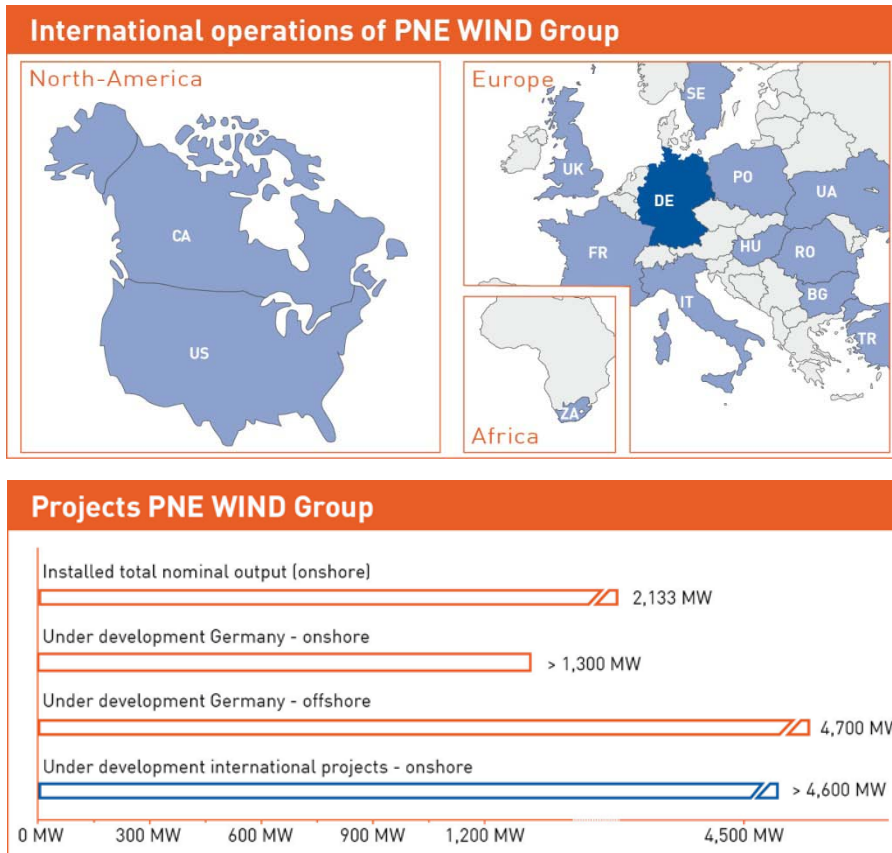 International operations of PNE WIND Group
North-America
CA
US
Europe
SE
UK
DE
PO
UA
FR
HU
RO
IT
BG
TR
ZA
Africa
Projects PNE WIND Group
Installed total nominal output (onshore)
2,133 MW
Under development Germany - onshore
> 1,300 MW
Under development Germany - offshore
4,700 MW
Under development international projects - onshore
> 4,600 MW
0 MW 300 MW 600 MW 900 MW 1,200 MW 4,500 MW